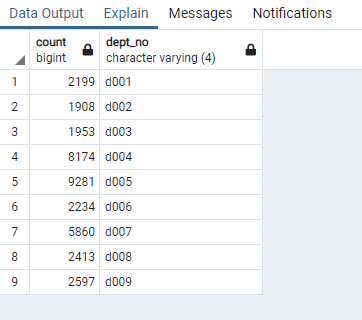 Data Output Explain Messages Notifications
count dept_no
bigint character varying (4)
1 2199 d001
2 1908 d002
3 1953 d003
4 8174 d004
5 9281 d005
6 2234 d006
7 5860 d007
8 2413 d008
9 2597 d009